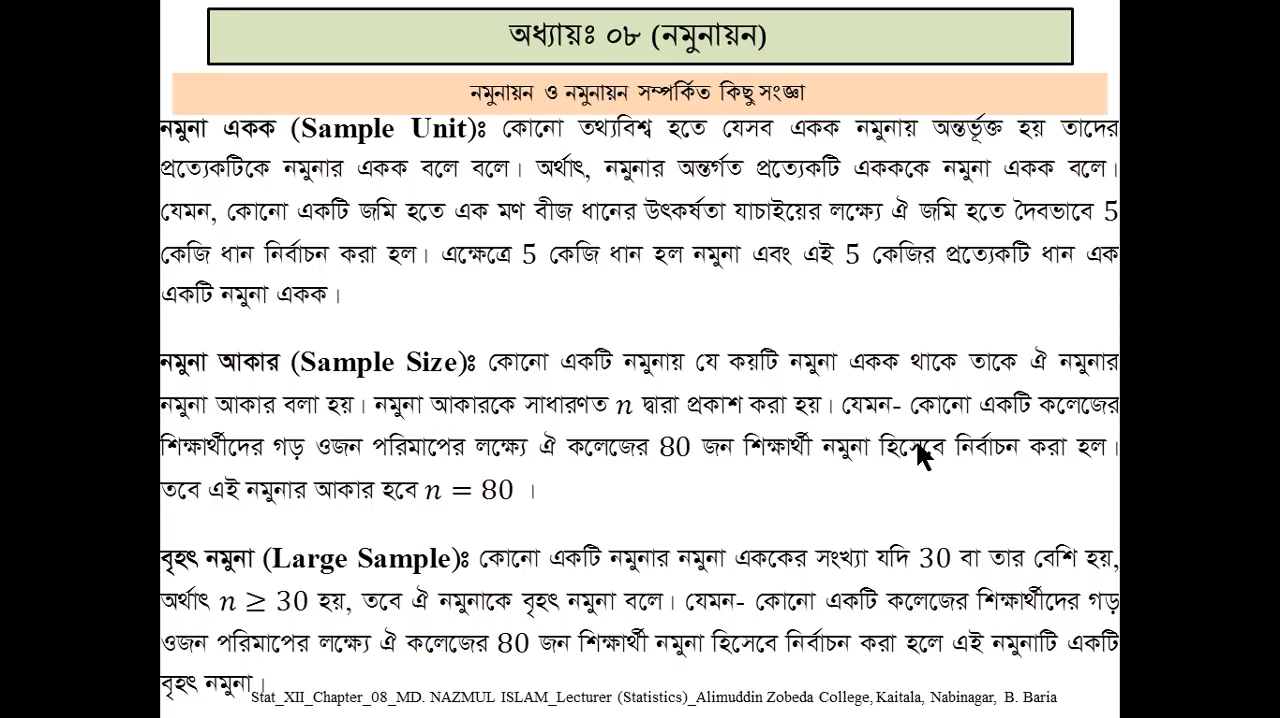 অধ্যায়ঃ ০৮ (নমুনায়ন)
নমুনায়ন ও নমুনায়ন সম্পর্কিত কিছু সংজ্ঞা
নমুনা একক (Sample Unit)ঃ কোনো তথ্যবিশ্ব হতে যেসব একক নমুনায় অন্তর্ভূক্ত হয় তাদের
প্রত্যেকটিকে নমুনার একক বলে বলে। অর্থাৎ, নমুনার অন্তর্গত প্রত্যেকটি একককে নমুনা একক বলে।
যেমন, কোনো একটি জমি হতে এক মণ বীজ ধানের উৎকর্ষতা যাচাইয়ের লক্ষ্যে ঐ জমি হতে দৈবভাবে 5
কেজি ধান নির্বাচন করা হল। এক্ষেত্রে 5 কেজি ধান হল নমুনা এবং এই 5 কেজির প্রত্যেকটি ধান এক
একটি নমুনা একক।
নমুনা আকার (Sample Size)ঃ কোনো একটি নমুনায় যে কয়টি নমুনা একক থাকে তাকে ঐ নমুনার
নমুনা আকার বলা হয়। নমুনা আকারকে সাধারণত n দ্বারা প্রকাশ করা হয়। যেমন- কোনো একটি কলেজের
শিক্ষার্থীদের গড় ওজন পরিমাপের লক্ষ্যে ঐ কলেজের 80 জন শিক্ষার্থী নমুনা হিসেবে নির্বাচন করা হল।
তবে এই নমুনার আকার হবে n = 80 ।
বৃহৎ নমুনা (Large Sample)ঃ কোনো একটি নমুনার নমুনা এককের সংখ্যা যদি 30 বা তার বেশি হয়,
অর্থাৎ n ≥ 30 হয়, তবে ঐ নমুনাকে বৃহৎ নমুনা বলে। যেমন- কোনো একটি কলেজের শিক্ষার্থীদের গড়
ওজন পরিমাপের লক্ষ্যে ঐ কলেজের 80 জন শিক্ষার্থী নমুনা হিসেবে নির্বাচন করা হলে এই নমুনাটি একটি
বৃহৎ নমুনা।
Stat_XII_Chapter_08_MD. NAZMUL ISLAM_Lecturer (Statistics)_Alimuddin Zobeda College, Kaitala, Nabinagar, B. Baria